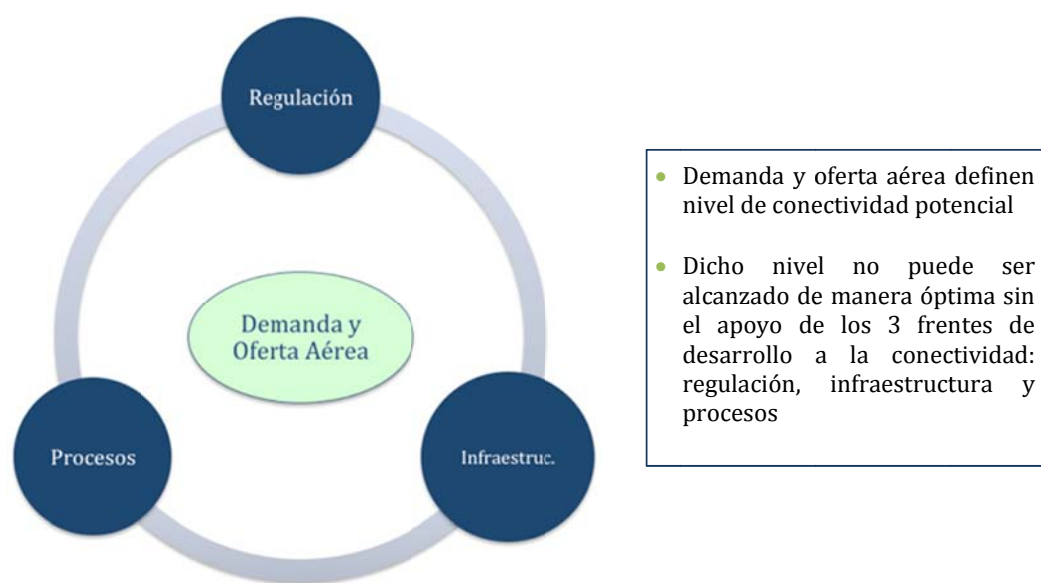 Regulación
Demanda y
Oferta Aérea
Procesos
Infraestruc.
• Demanda y oferta aérea definen
nivel de conectividad potencial
• Dicho nivel no puede ser
alcanzado de manera óptima sin
el apoyo de los 3 frentes de
desarrollo a la conectividad:
regulación, infraestructura y
procesos